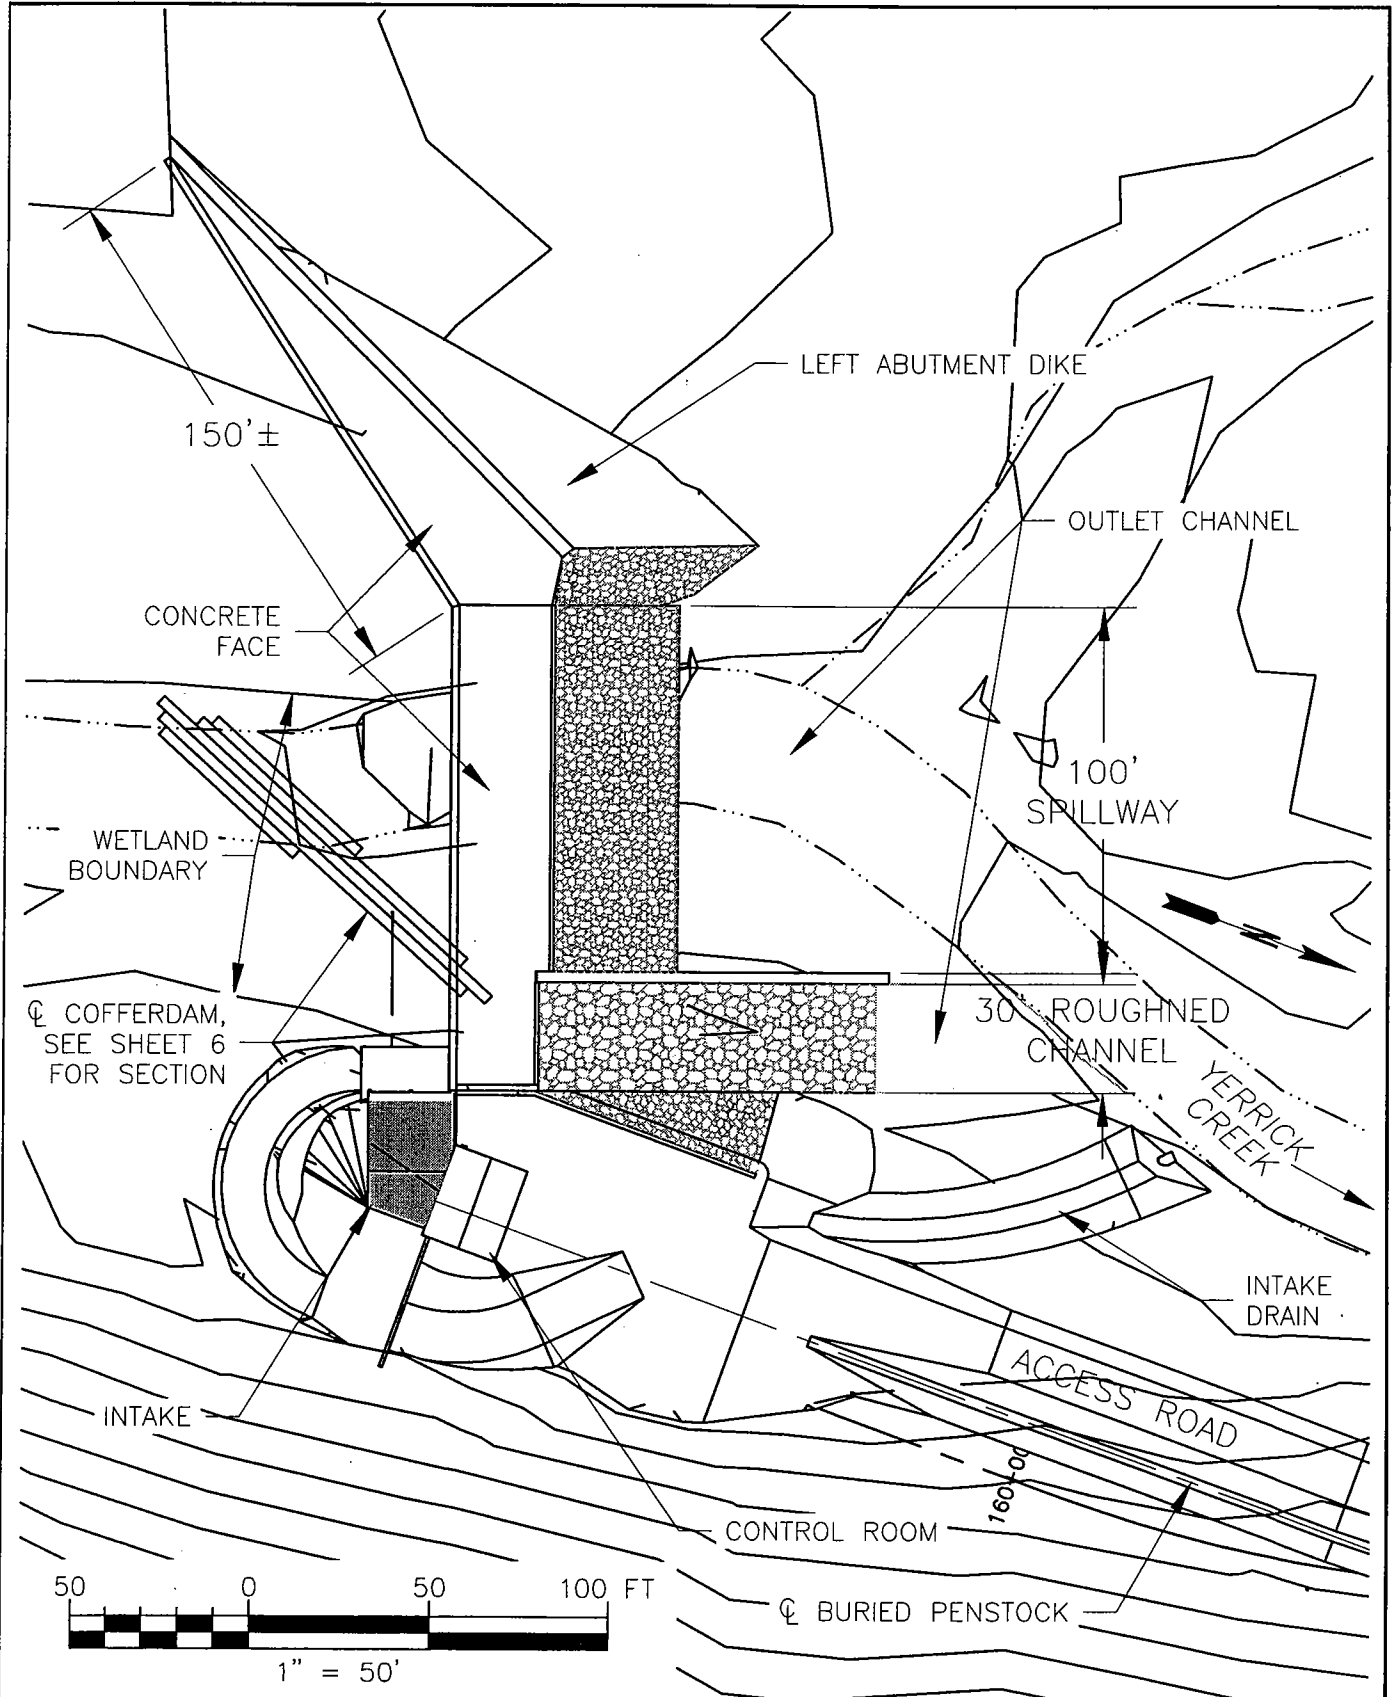 LEFT ABUTMENT DIKE
150'±
OUTLET CHANNEL
CONCRETE
FACE
100'
SPILLWAY
WETLAND
BOUNDARY
N
℄ COFFERDAM,
SEE SHEET 6
FOR SECTION
30' ROUGHNED
CHANNEL
YERRICK
CREEK
INTAKE
DRAIN
ACCESS ROAD
INTAKE
160+00
CONTROL ROOM
50 0 50 100 FT
℄ BURIED PENSTOCK
1" = 50'